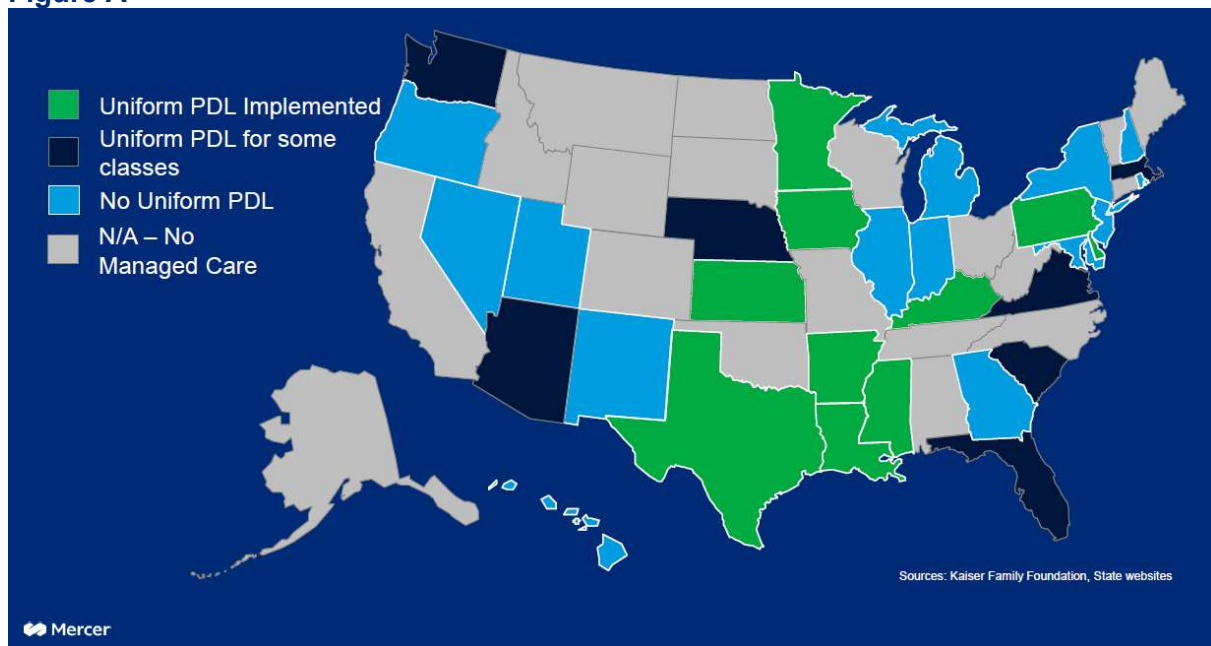 Figure A
Uniform PDL Implemented
Uniform PDL for some
classes
No Uniform PDL
N/A – No
Managed Care
Sources: Kaiser Family Foundation, State websites
Mercer